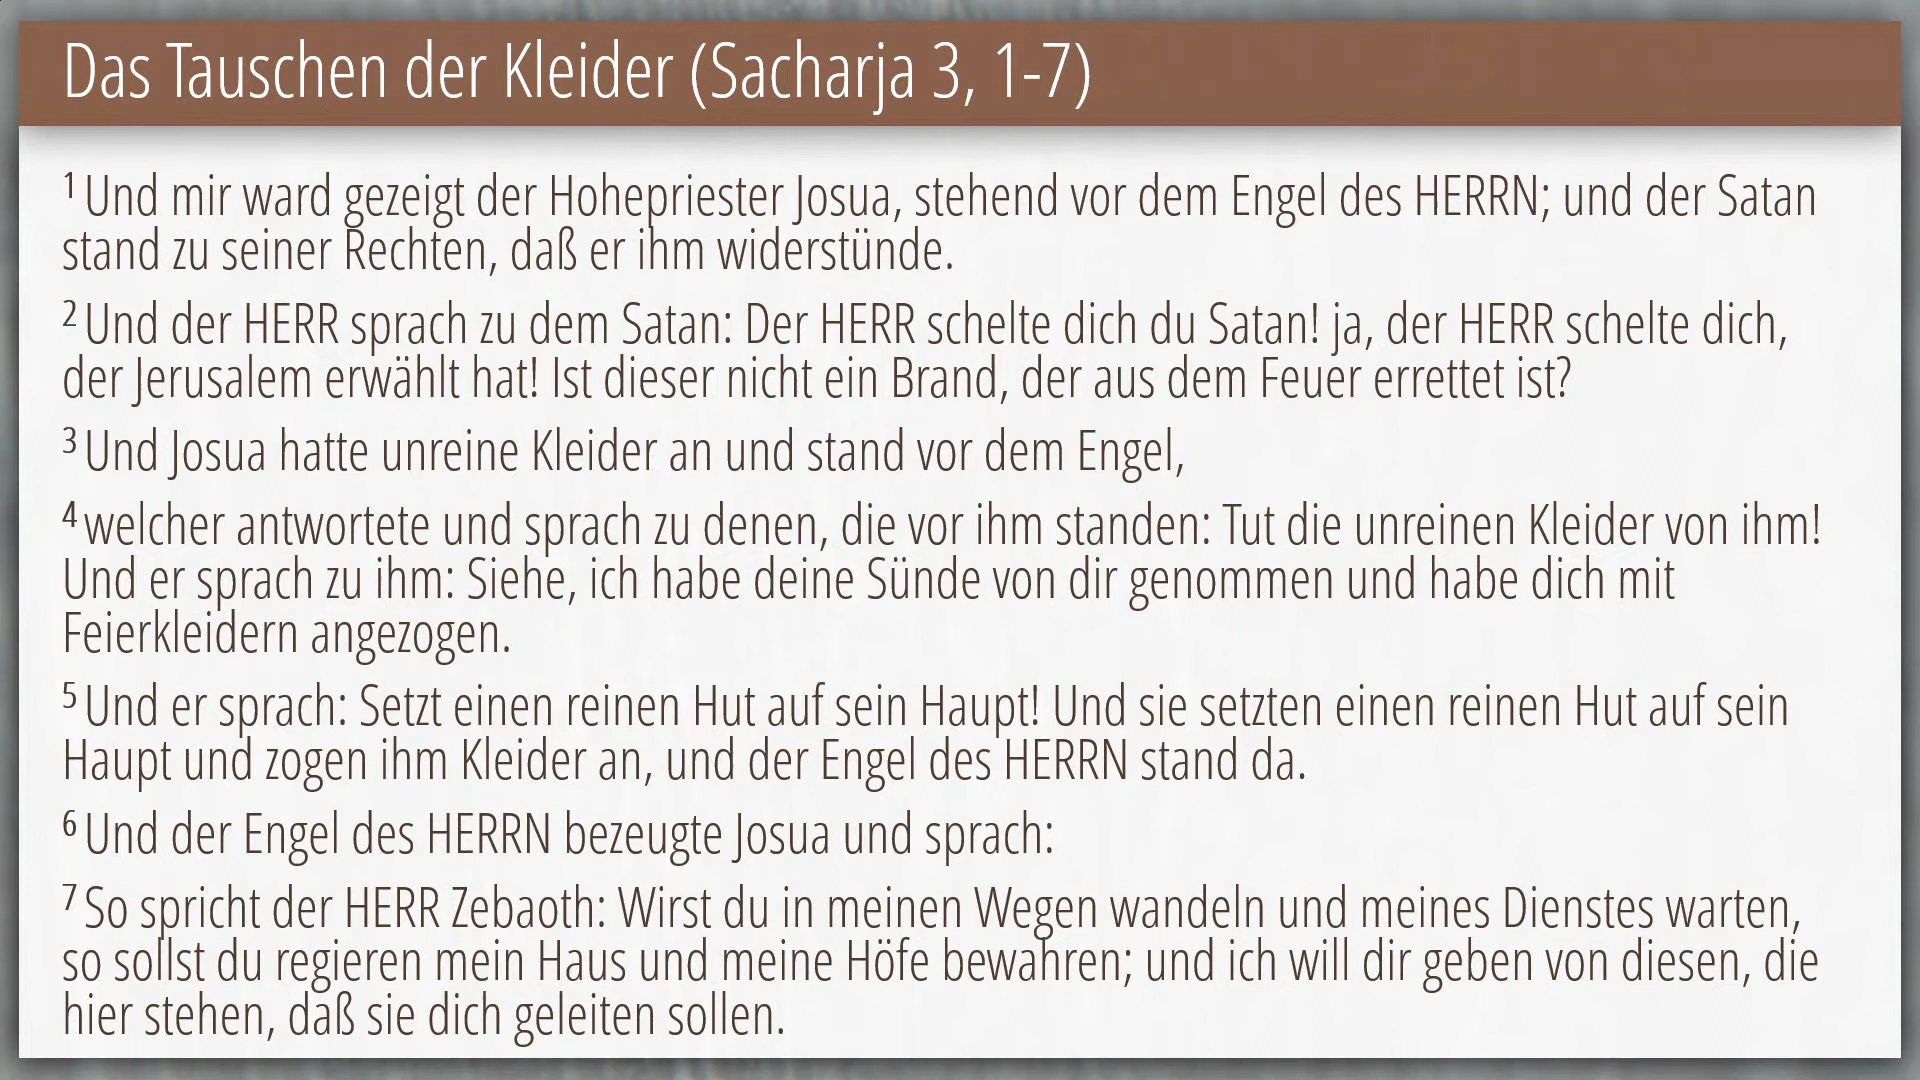 Das Tauschen der Kleider (Sacharja 3, 1-7)
1 Und mir ward gezeigt der Hohepriester Josua, stehend vor dem Engel des HERRN; und der Satan
stand zu seiner Rechten, daß er ihm widerstünde.
2 Und der HERR sprach zu dem Satan: Der HERR schelte dich du Satan! ja, der HERR schelte dich,
der Jerusalem erwählt hat! Ist dieser nicht ein Brand, der aus dem Feuer errettet ist?
3 Und Josua hatte unreine Kleider an und stand vor dem Engel,
4 welcher antwortete und sprach zu denen, die vor ihm standen: Tut die unreinen Kleider von ihm!
Und er sprach zu ihm: Siehe, ich habe deine Sünde von dir genommen und habe dich mit
Feierkleidern angezogen.
5 Und er sprach: Setzt einen reinen Hut auf sein Haupt! Und sie setzten einen reinen Hut auf sein
Haupt und zogen ihm Kleider an, und der Engel des HERRN stand da.
6 Und der Engel des HERRN bezeugte Josua und sprach:
7 So spricht der HERR Zebaoth: Wirst du in meinen Wegen wandeln und meines Dienstes warten,
so sollst du regieren mein Haus und meine Höfe bewahren; und ich will dir geben von diesen, die
hier stehen, daß sie dich geleiten sollen.